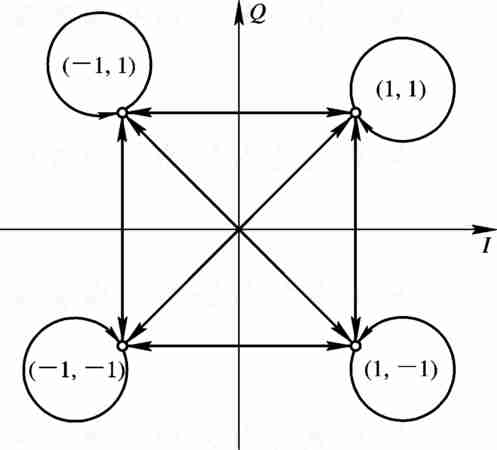 Q
(−1, 1)
(1, 1)
I
(−1, −1)
(1, −1)